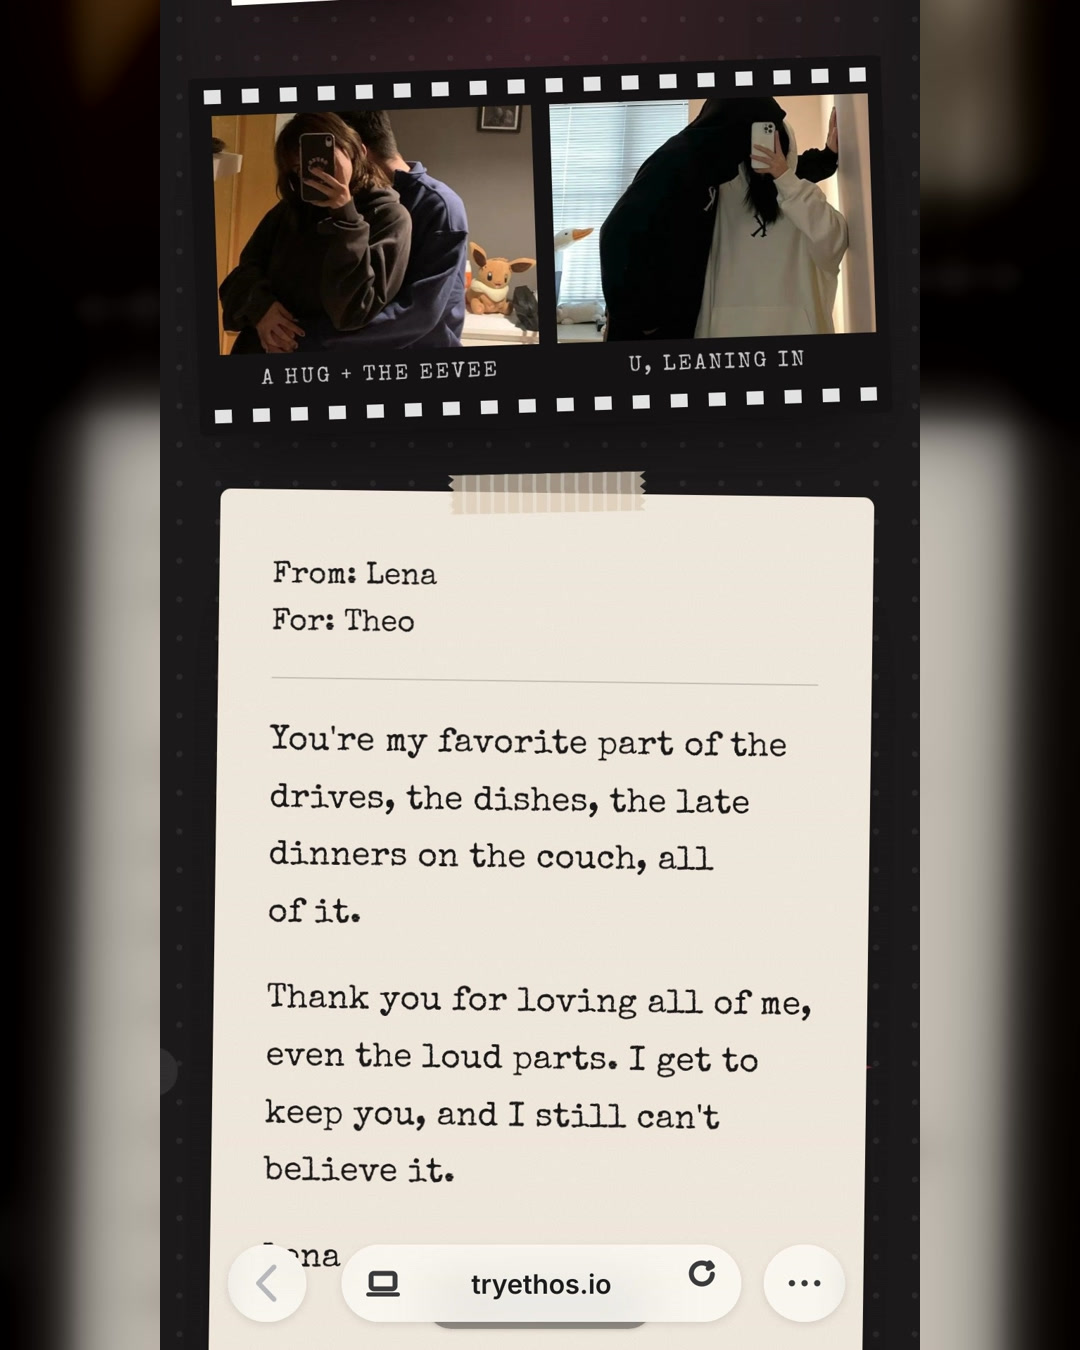 A HUG + THE EEVEE
U, LEANING IN
From: Lena
For: Theo
You're my favorite part of the
drives, the dishes, the late
dinners on the couch, all
of it.
Thank you for loving all of me,
even the loud parts. I get to
keep you, and I still can't
believe it.
Lena
tryethos.io